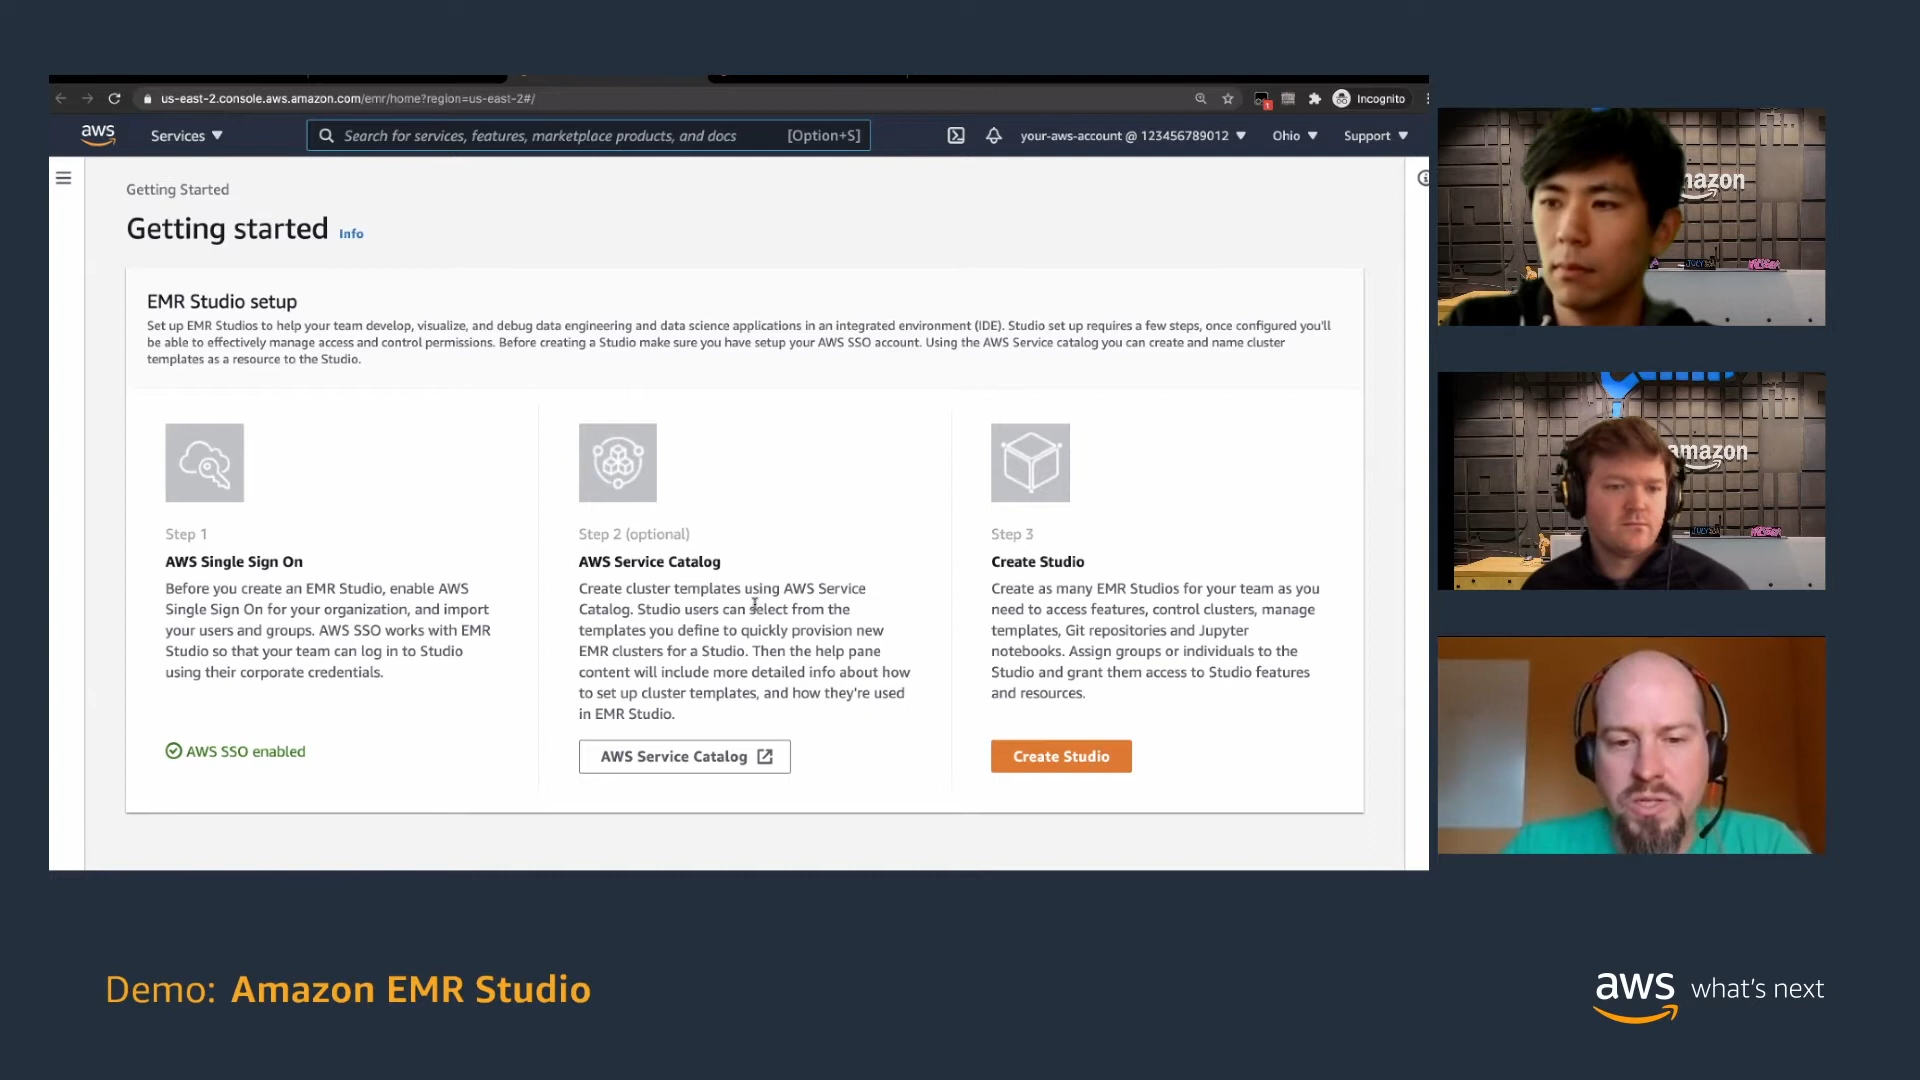 us-east-2.console.aws.amazon.com/emr/home?region=us-east-2#/
Incognito
aws
Services
Search for services, features, marketplace products, and docs
[Option+S]
your-aws-account @ 123456789012
Ohio
Support
Getting Started
Getting started
Info
EMR Studio setup
Set up EMR Studios to help your team develop, visualize, and debug data engineering and data science applications in an integrated environment (IDE). Studio set up requires a few steps, once configured you'll
be able to effectively manage access and control permissions. Before creating a Studio make sure you have setup your AWS SSO account. Using the AWS Service catalog you can create and name cluster
templates as a resource to the Studio.
Step 1
AWS Single Sign On
Before you create an EMR Studio, enable AWS
Single Sign On for your organization, and import
your users and groups. AWS SSO works with EMR
Studio so that your team can log in to Studio
using their corporate credentials.
AWS SSO enabled
Step 2 (optional)
AWS Service Catalog
Create cluster templates using AWS Service
Catalog. Studio users can select from the
templates you define to quickly provision new
EMR clusters for a Studio. Then the help pane
content will include more detailed info about how
to set up cluster templates, and how they're used
in EMR Studio.
AWS Service Catalog
Step 3
Create Studio
Create as many EMR Studios for your team as you
need to access features, control clusters, manage
templates, Git repositories and Jupyter
notebooks. Assign groups or individuals to the
Studio and grant them access to Studio features
and resources.
Create Studio
mazon
amazon
Demo: Amazon EMR Studio
aws what's next